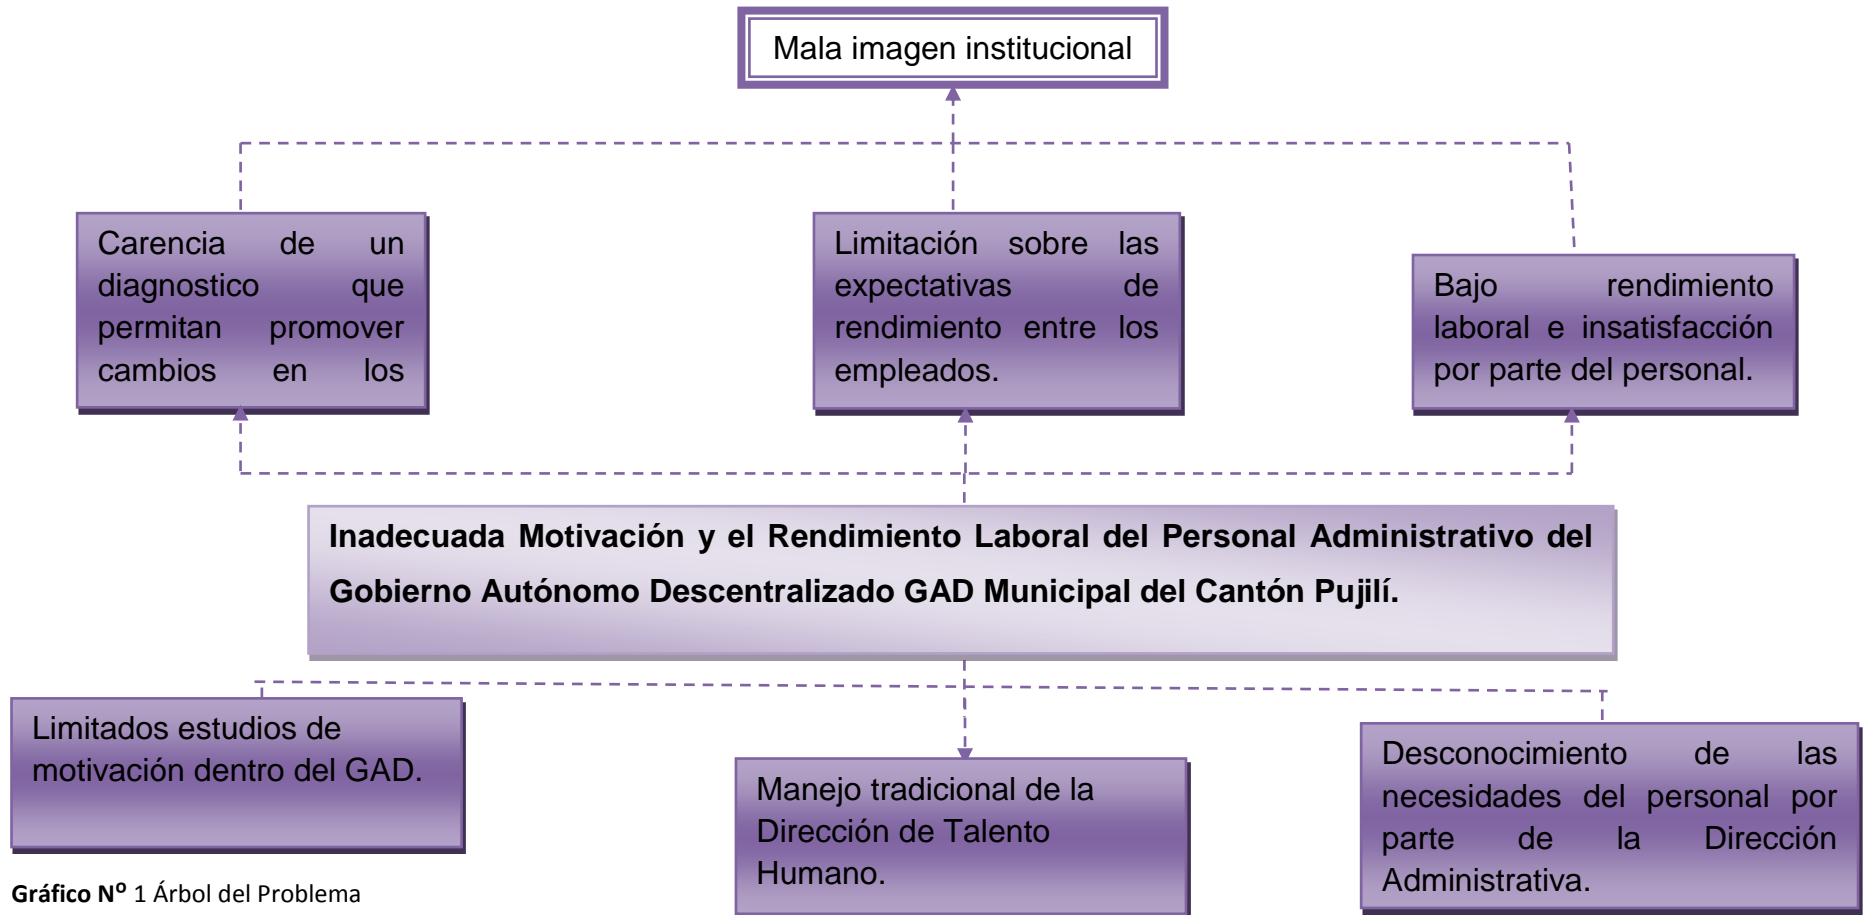 Mala imagen institucional
Carencia de un
diagnostico que
permitan promover
cambios en los
Limitación sobre las
expectativas de
rendimiento entre los
empleados.
Bajo rendimiento
laboral e insatisfacción
por parte del personal.
Inadecuada Motivación y el Rendimiento Laboral del Personal Administrativo del
Gobierno Autónomo Descentralizado GAD Municipal del Cantón Pujilí.
Limitados estudios de
motivación dentro del GAD.
Manejo tradicional de la
Dirección de Talento
Humano.
Desconocimiento de las
necesidades del personal por
parte de la Dirección
Administrativa.
Gráfico Nº 1 Árbol del Problema